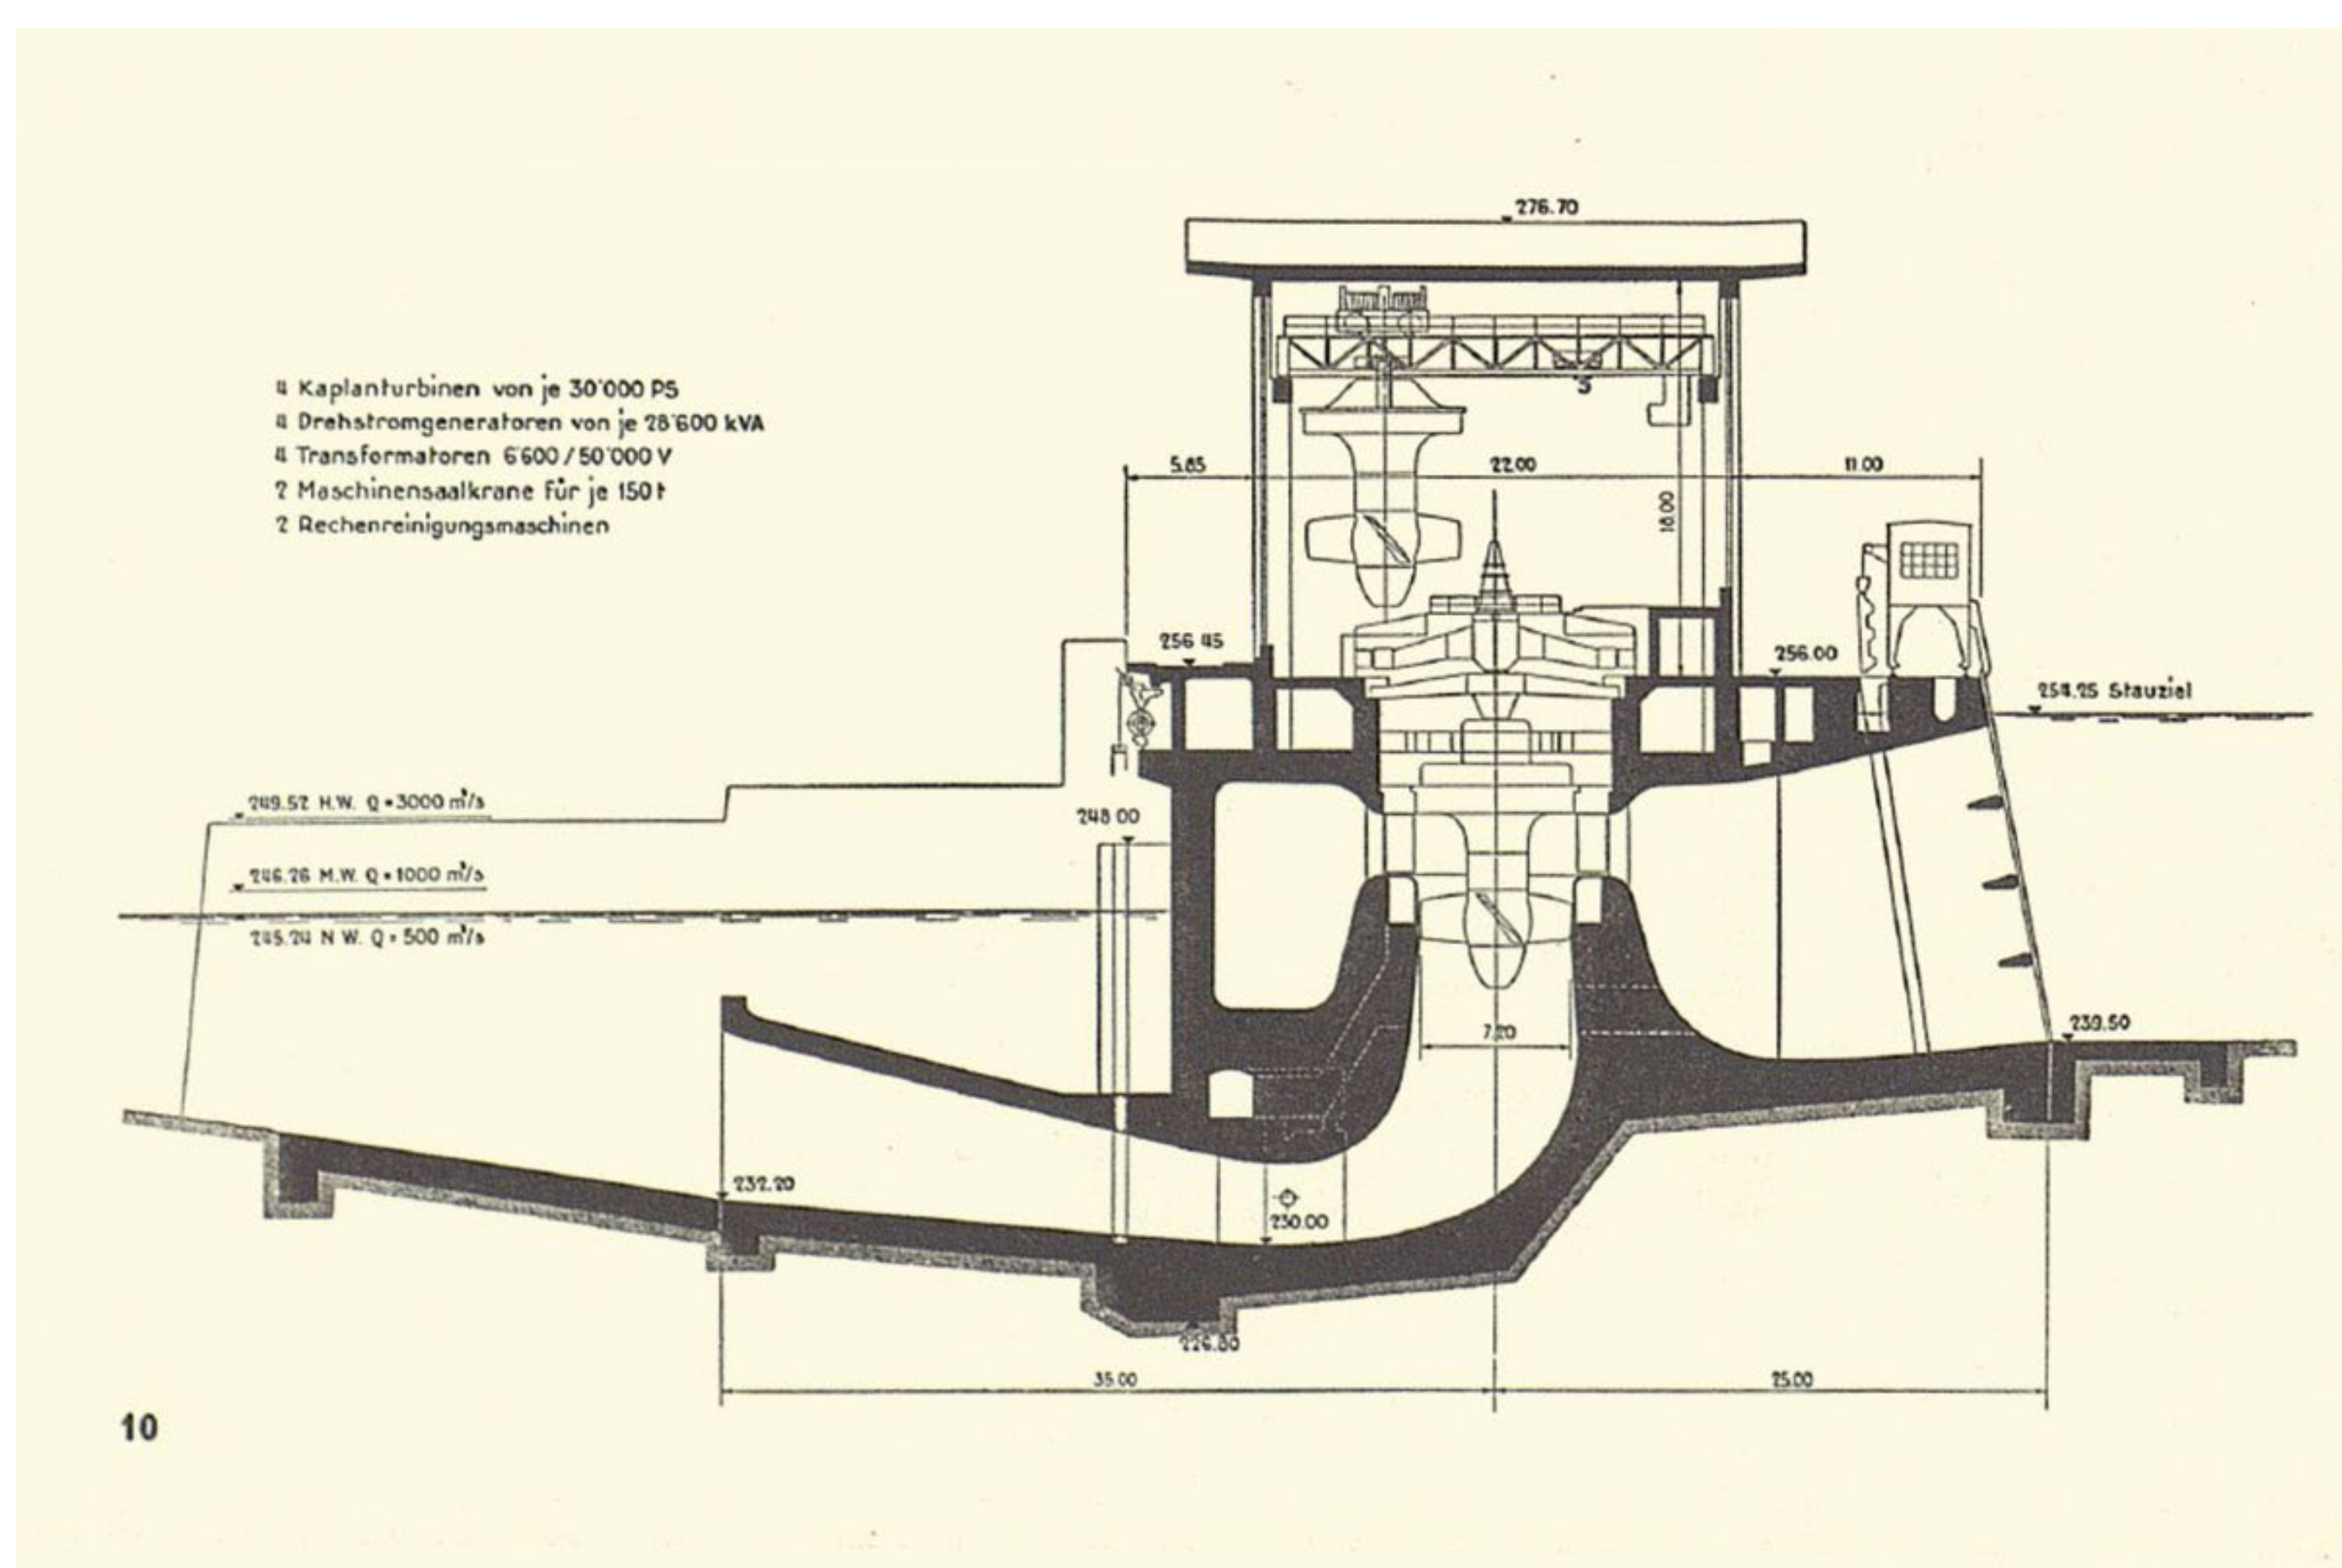 276.70
4 Kaplanturbinen von je 30'000 PS
4 Drehstromgeneratoren von je 28'600 kVA
4 Transformatoren 6'600/50'000 V
2 Maschinensaalkrane für je 150 t
2 Rechenreinigungsmaschinen
5
5.85
22.00
11.00
18.00
256.45
256.00
254.25 Stauziel
249.52 H.W. Q=3000 m³/s
248.00
246.26 M.W. Q=1000 m³/s
245.24 N.W. Q=500 m³/s
7.20
239.50
232.20
230.00
226.80
35.00
25.00
10